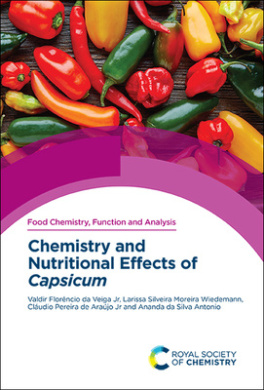 Food Chemistry, Function and Analysis
Chemistry and
Nutritional Effects of
Capsicum
Valdir Florêncio da Veiga Jr, Larissa Silveira Moreira Wiedemann,
Cláudio Pereira de Araújo Jr and Ananda da Silva Antonio
ROYAL SOCIETY
OF CHEMISTRY